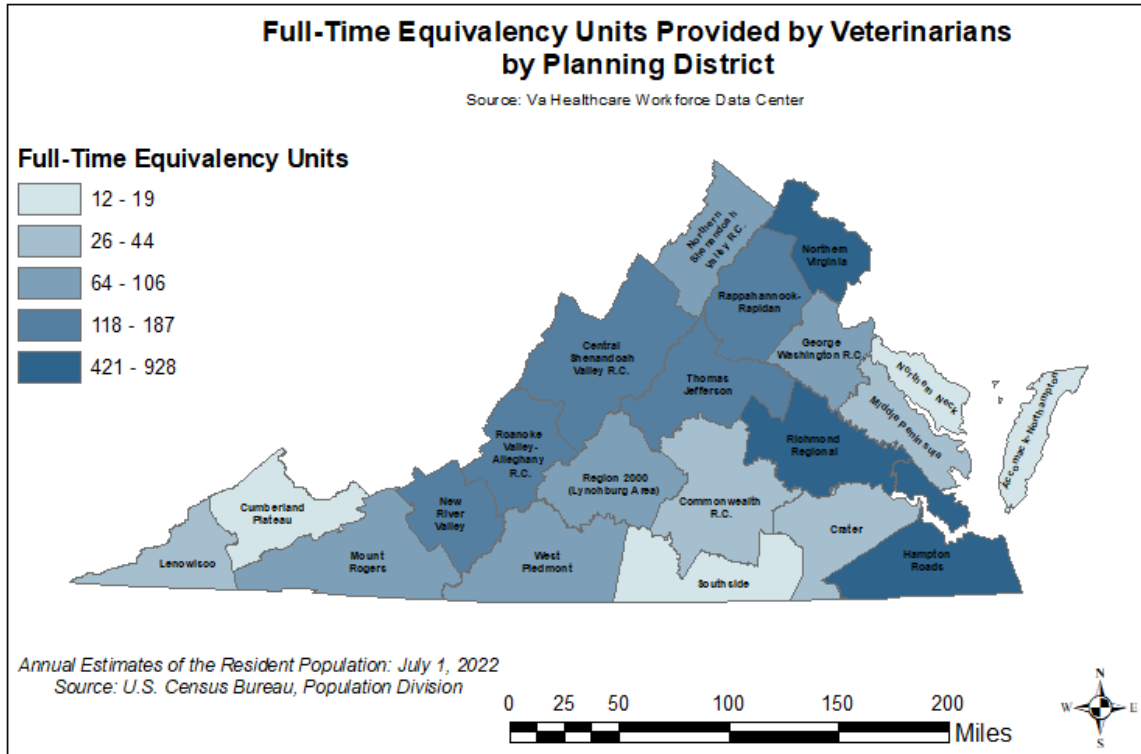 Full-Time Equivalency Units Provided by Veterinarians
by Planning District
Source: Va Healthcare Workforce Data Center
Full-Time Equivalency Units
12 - 19
26 - 44
64 - 106
118 - 187
421 - 928
Northern
Shenandoah
Valley R.C.
Northern
Virginia
Rappahannock-
Rapidan
Central
Shenandoah
Valley R.C.
George
Washington R.C.
Northern Neck
Thomas
Jefferson
Middle Peninsula
Accomack-Northampton
Roanoke
Valley-
Alleghany
R.C.
Richmond
Regional
Region 2000
(Lynchburg Area)
Commonwealth
R.C.
New
River
Valley
Cumberland
Plateau
Crater
Lenowisco
Mount
Rogers
West
Piedmont
Southside
Hampton
Roads
Annual Estimates of the Resident Population: July 1, 2022
Source: U.S. Census Bureau, Population Division
0 25 50 100 150 200
Miles
N
W E
S